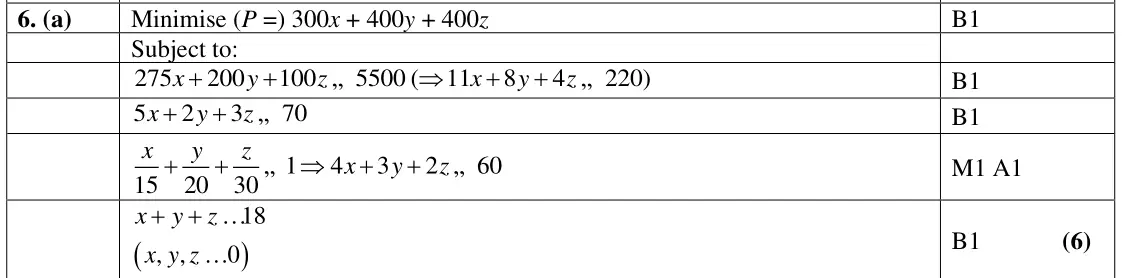 6. (a) Minimise (P =) 300x + 400y + 400z B1
Subject to:
275x + 200y + 100z ,, 5500 (⇒ 11x + 8y + 4z ,, 220) B1
5x + 2y + 3z ,, 70 B1
x/15 + y/20 + z/30 ,, 1 ⇒ 4x + 3y + 2z ,, 60 M1 A1
x + y + z …18
(x, y, z …0) B1 (6)